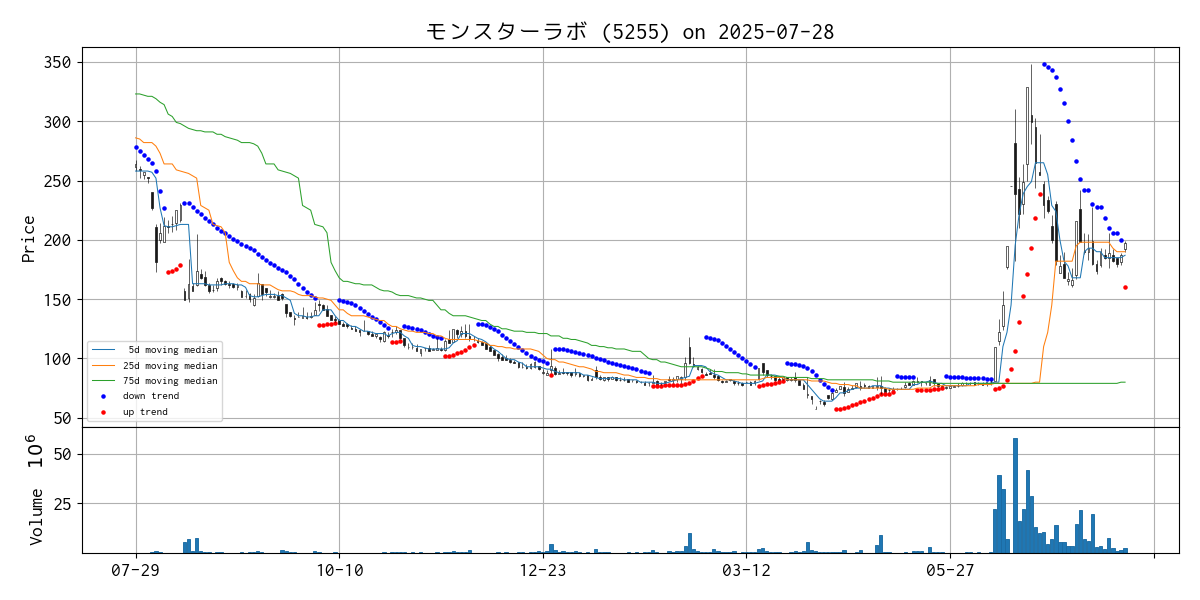 モンスターラボ (5255) on 2025-07-28
350
300
250
200
150
100
50
Price
5d moving median
25d moving median
75d moving median
down trend
up trend
50
25
Volume 10^6
07-29 10-10 12-23 03-12 05-27